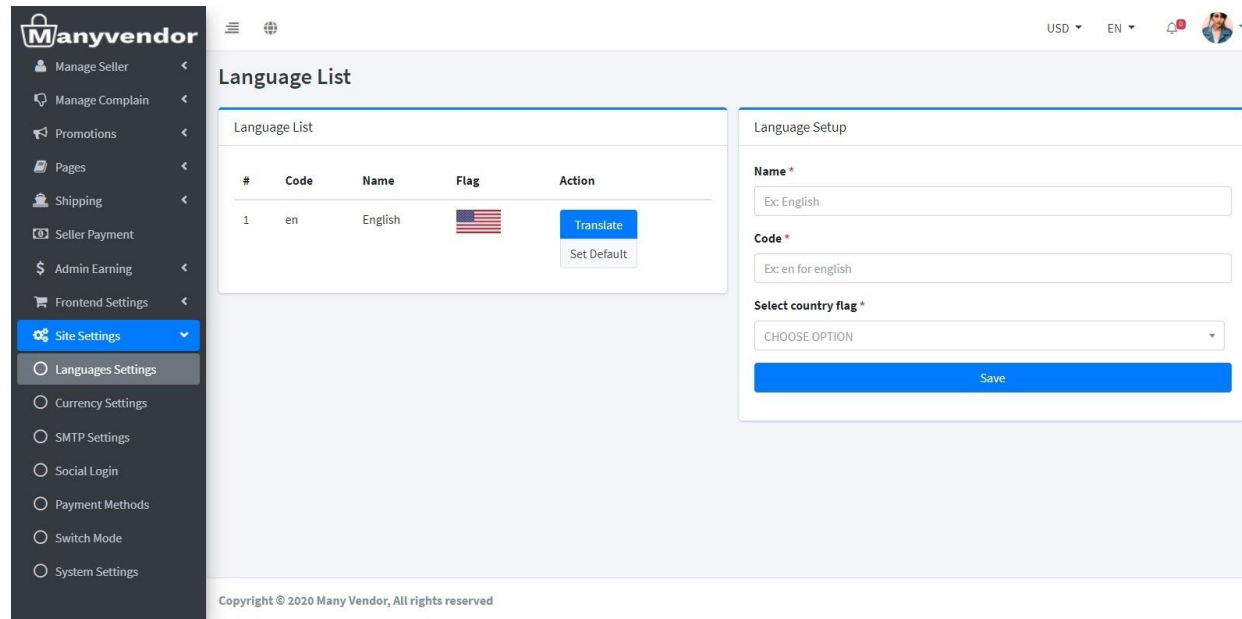 Manyvendor
USD EN 0
Manage Seller
Manage Complain
Promotions
Pages
Shipping
Seller Payment
Admin Earning
Frontend Settings
Site Settings
Languages Settings
Currency Settings
SMTP Settings
Social Login
Payment Methods
Switch Mode
System Settings
Language List
Language List
# Code Name Flag Action
1 en English Translate
Set Default
Language Setup
Name *
Ex: English
Code *
Ex: en for english
Select country flag *
CHOOSE OPTION
Save
Copyright © 2020 Many Vendor, All rights reserved